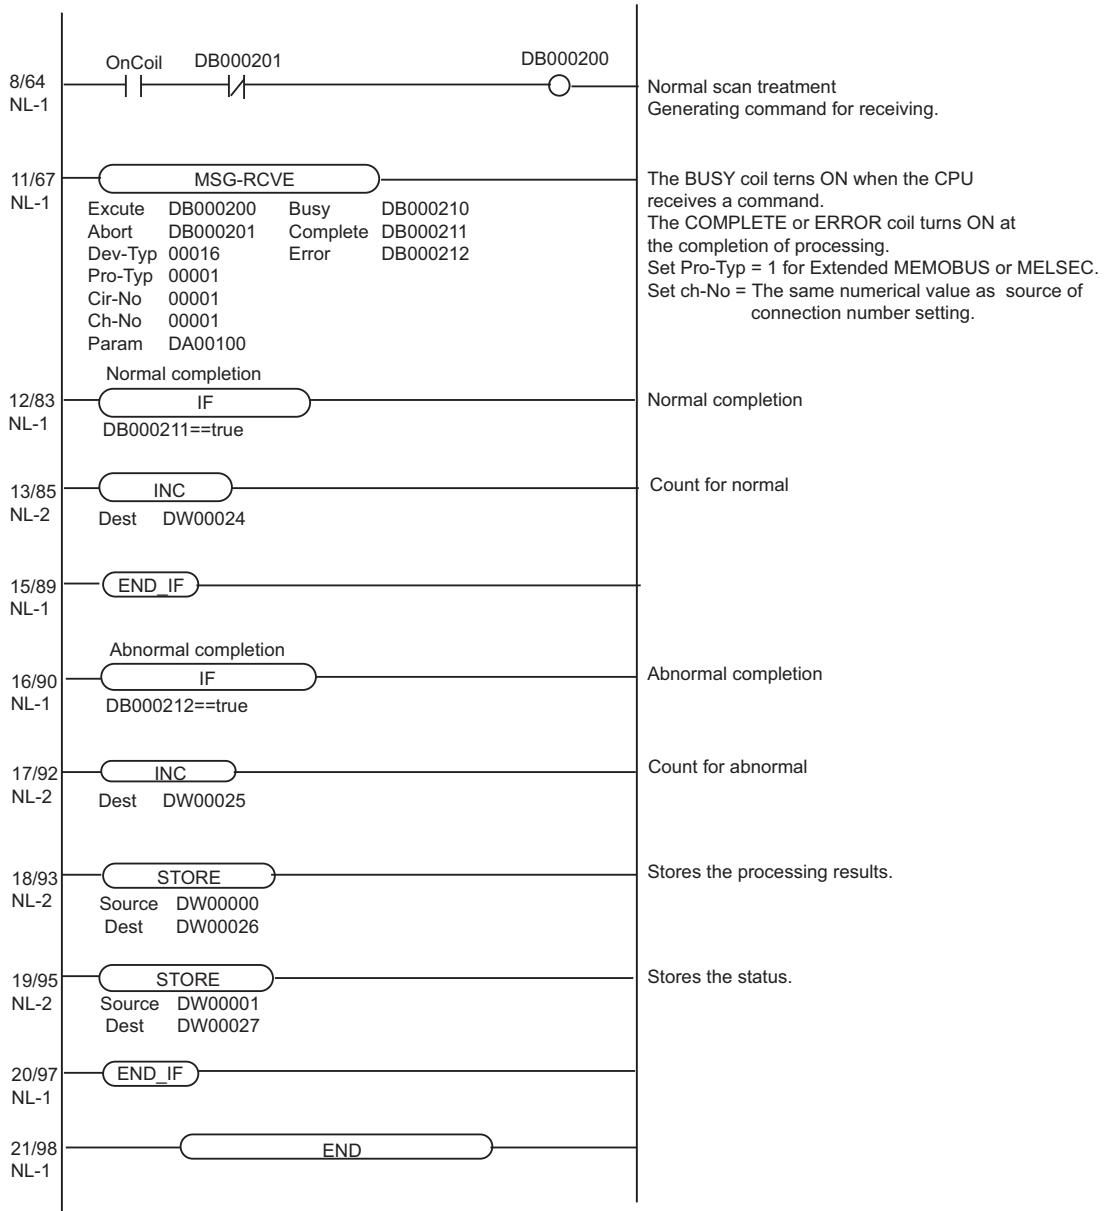 OnCoil DB000201 DB000200
8/64
NL-1
Normal scan treatment
Generating command for receiving.
11/67
NL-1
MSG-RCVE
Excute DB000200 Busy DB000210
Abort DB000201 Complete DB000211
Dev-Typ 00016 Error DB000212
Pro-Typ 00001
Cir-No 00001
Ch-No 00001
Param DA00100
The BUSY coil terns ON when the CPU
receives a command.
The COMPLETE or ERROR coil turns ON at
the completion of processing.
Set Pro-Typ = 1 for Extended MEMOBUS or MELSEC.
Set ch-No = The same numerical value as source of
connection number setting.
Normal completion
12/83
NL-1
IF
DB000211==true
Normal completion
13/85
NL-2
INC
Dest DW00024
Count for normal
15/89
NL-1
END_IF
Abnormal completion
16/90
NL-1
IF
DB000212==true
Abnormal completion
17/92
NL-2
INC
Dest DW00025
Count for abnormal
18/93
NL-2
STORE
Source DW00000
Dest DW00026
Stores the processing results.
19/95
NL-2
STORE
Source DW00001
Dest DW00027
Stores the status.
20/97
NL-1
END_IF
21/98
NL-1
END